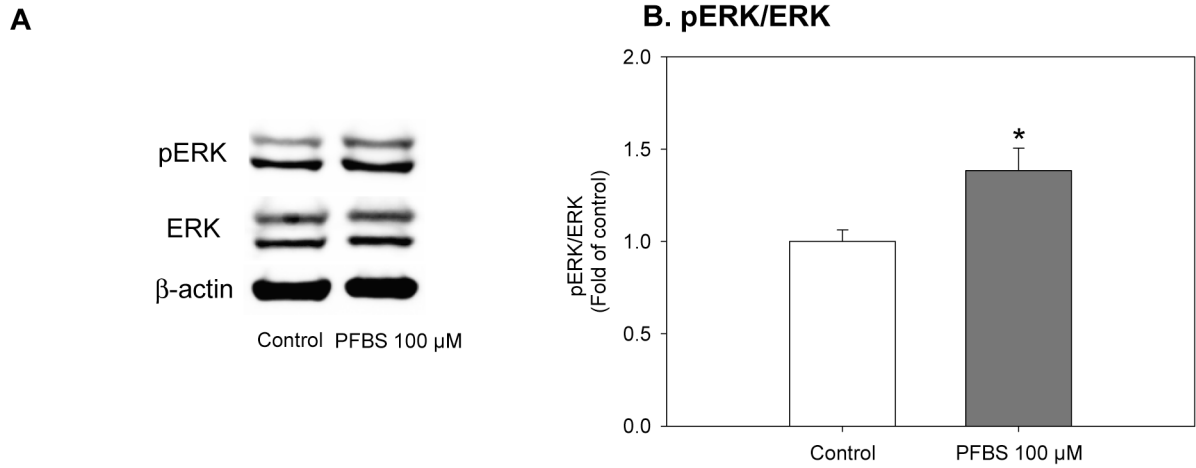 A
pERK
ERK
β-actin
Control PFBS 100 µM
B. pERK/ERK
pERK/ERK
(Fold of control)
2.0
1.5
1.0
0.5
0.0
*
Control PFBS 100 µM